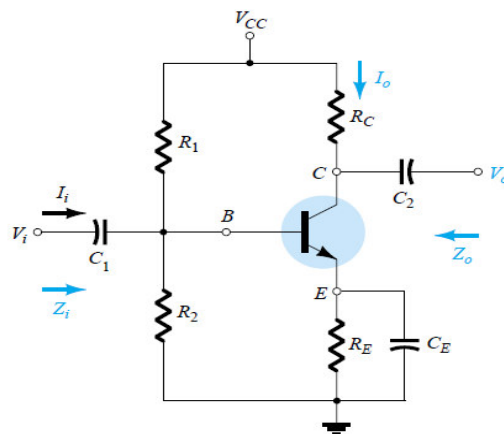 V_CC
I_o
R_C
R_1
C
V_o
C_2
I_i
B
V_i
C_1
Z_o
Z_i
E
R_2
R_E
C_E